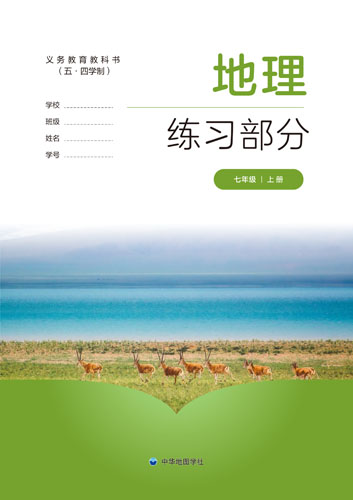 义务教育教科书
（五·四学制）
地理
学校
班级
练习部分
姓名
学号
七年级 | 上册
中华地图学社